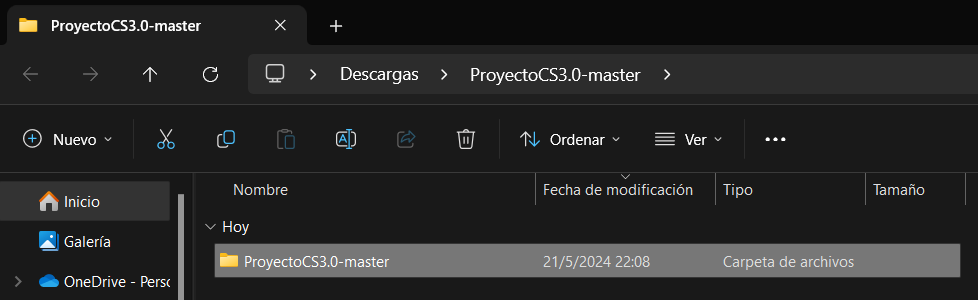 ProyectoCS3.0-master
Descargas ProyectoCS3.0-master
Nuevo Ordenar Ver
Nombre Fecha de modificación Tipo Tamaño
Inicio
Hoy
Galería
ProyectoCS3.0-master 21/5/2024 22:08 Carpeta de archivos
OneDrive - Perso